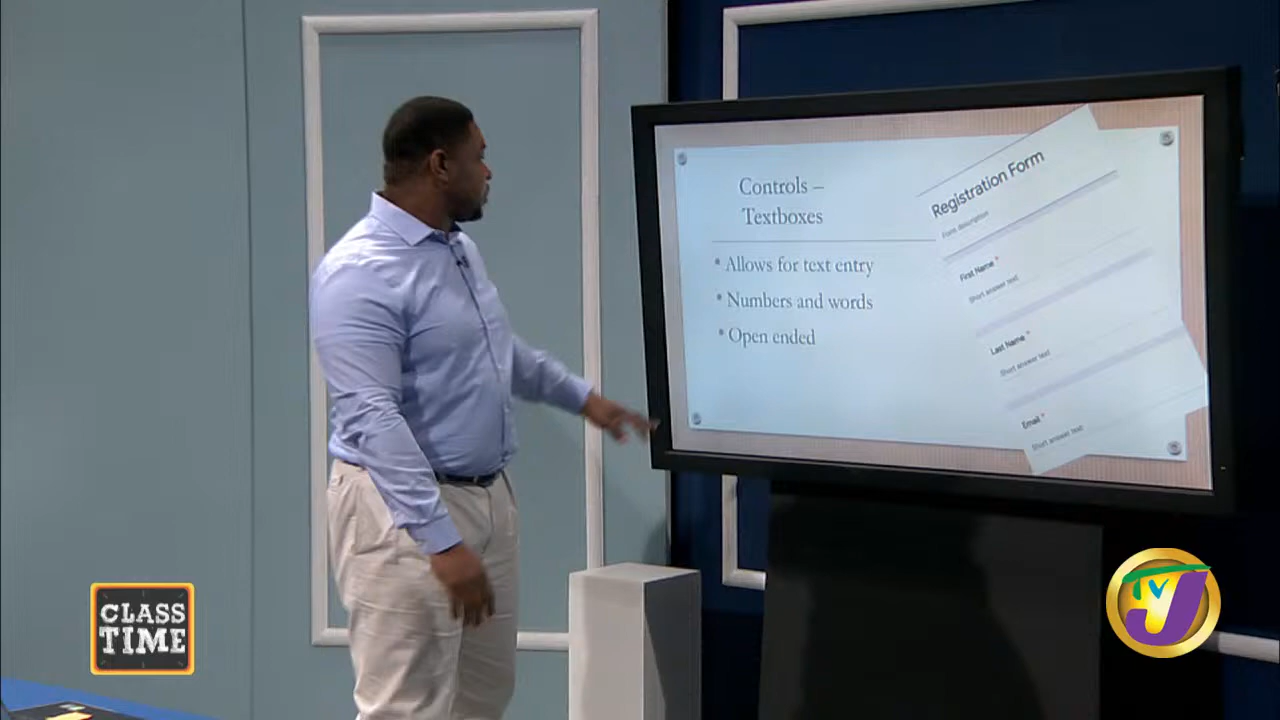 Controls –
Textboxes
• Allows for text entry
• Numbers and words
• Open ended
Registration Form
Form description
First Name *
Short answer text
Last Name *
Short answer text
Email *
Short answer text
CLASS
TIME
TVJ